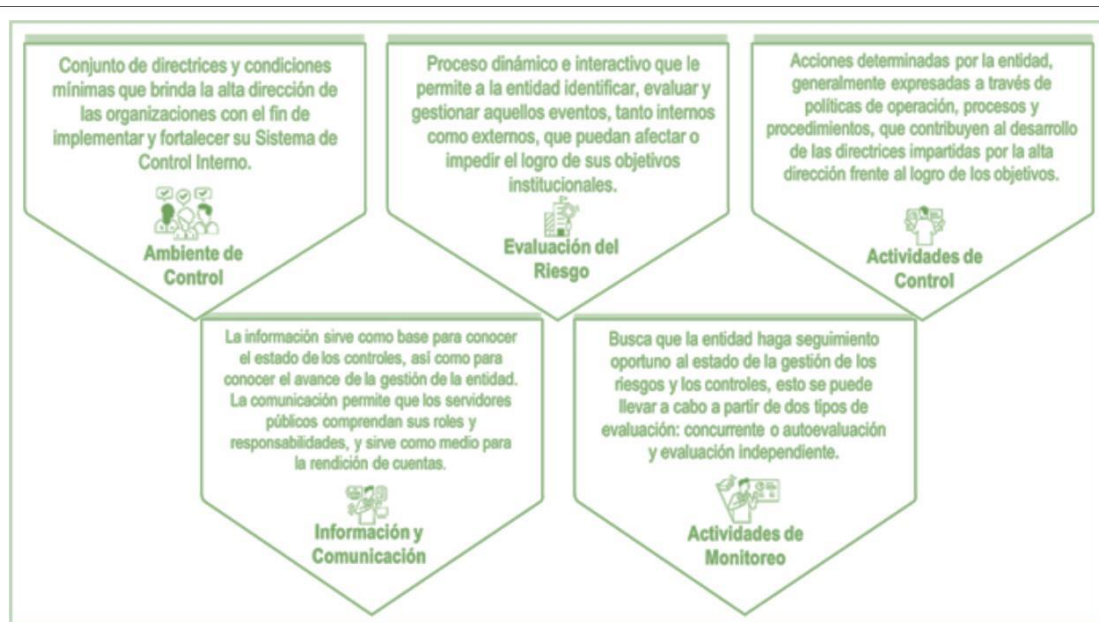 Conjunto de directrices y condiciones
mínimas que brinda la alta dirección de
las organizaciones con el fin de
implementar y fortalecer su Sistema de
Control Interno.
Ambiente de
Control
Proceso dinámico e interactivo que le
permite a la entidad identificar, evaluar y
gestionar aquellos eventos, tanto internos
como externos, que puedan afectar o
impedir el logro de sus objetivos
institucionales.
Evaluación del
Riesgo
Acciones determinadas por la entidad,
generalmente expresadas a través de
políticas de operación, procesos y
procedimientos, que contribuyen al desarrollo
de las directrices impartidas por la alta
dirección frente al logro de los objetivos.
Actividades de
Control
La información sirve como base para conocer
el estado de los controles, así como para
conocer el avance de la gestión de la entidad.
La comunicación permite que los servidores
públicos comprendan sus roles y
responsabilidades, y sirve como medio para
la rendición de cuentas.
Información y
Comunicación
Busca que la entidad haga seguimiento
oportuno al estado de la gestión de los
riesgos y los controles, esto se puede
llevar a cabo a partir de dos tipos de
evaluación: concurrente o autoevaluación
y evaluación independiente.
Actividades de
Monitoreo